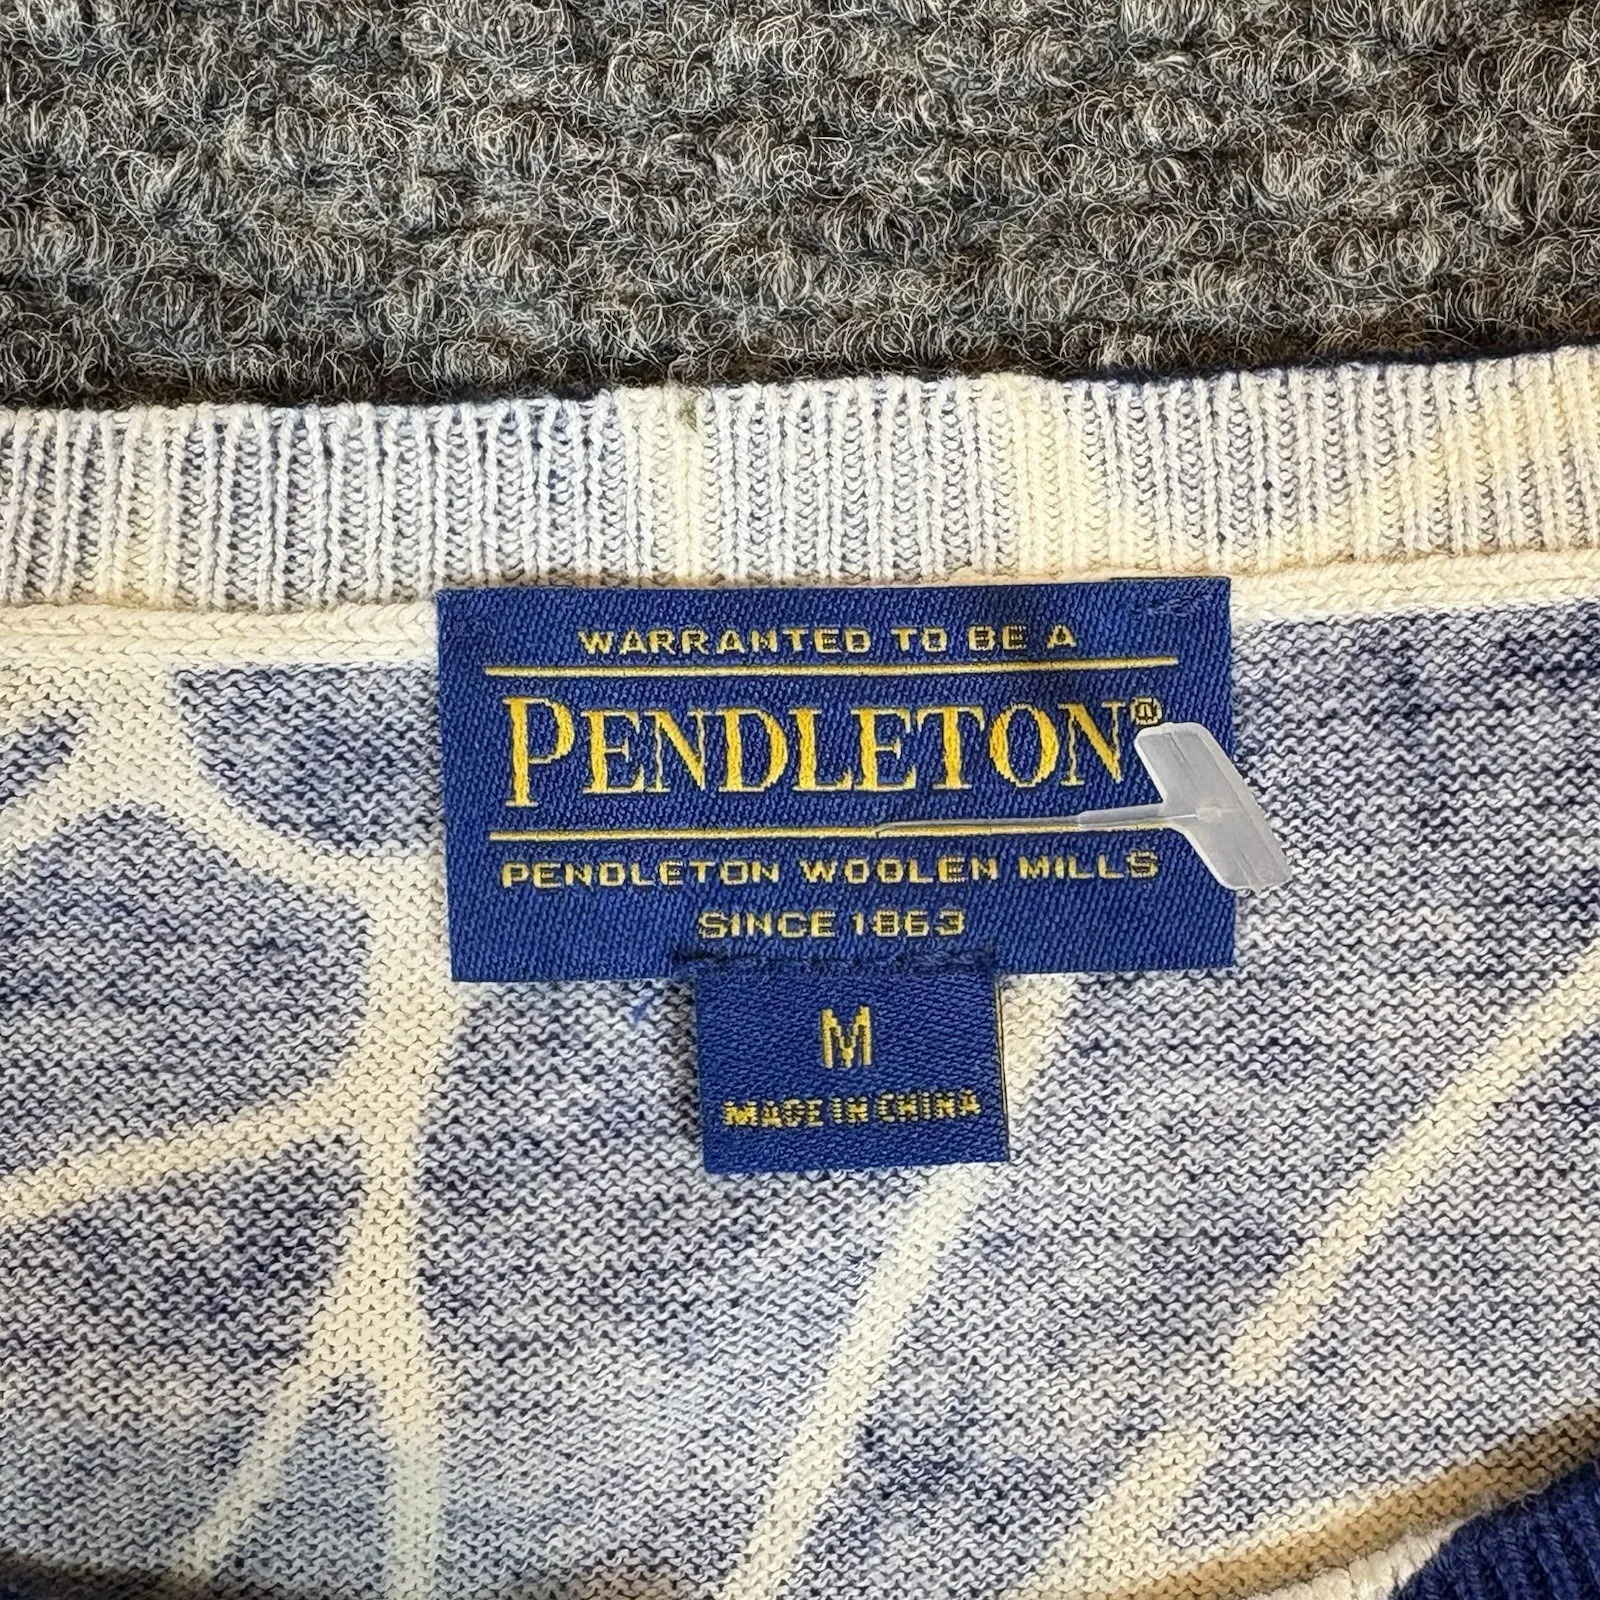 WARRANTED TO BE A
PENDLETON®
PENDLETON WOOLEN MILLS
SINCE 1863
M
MADE IN CHINA